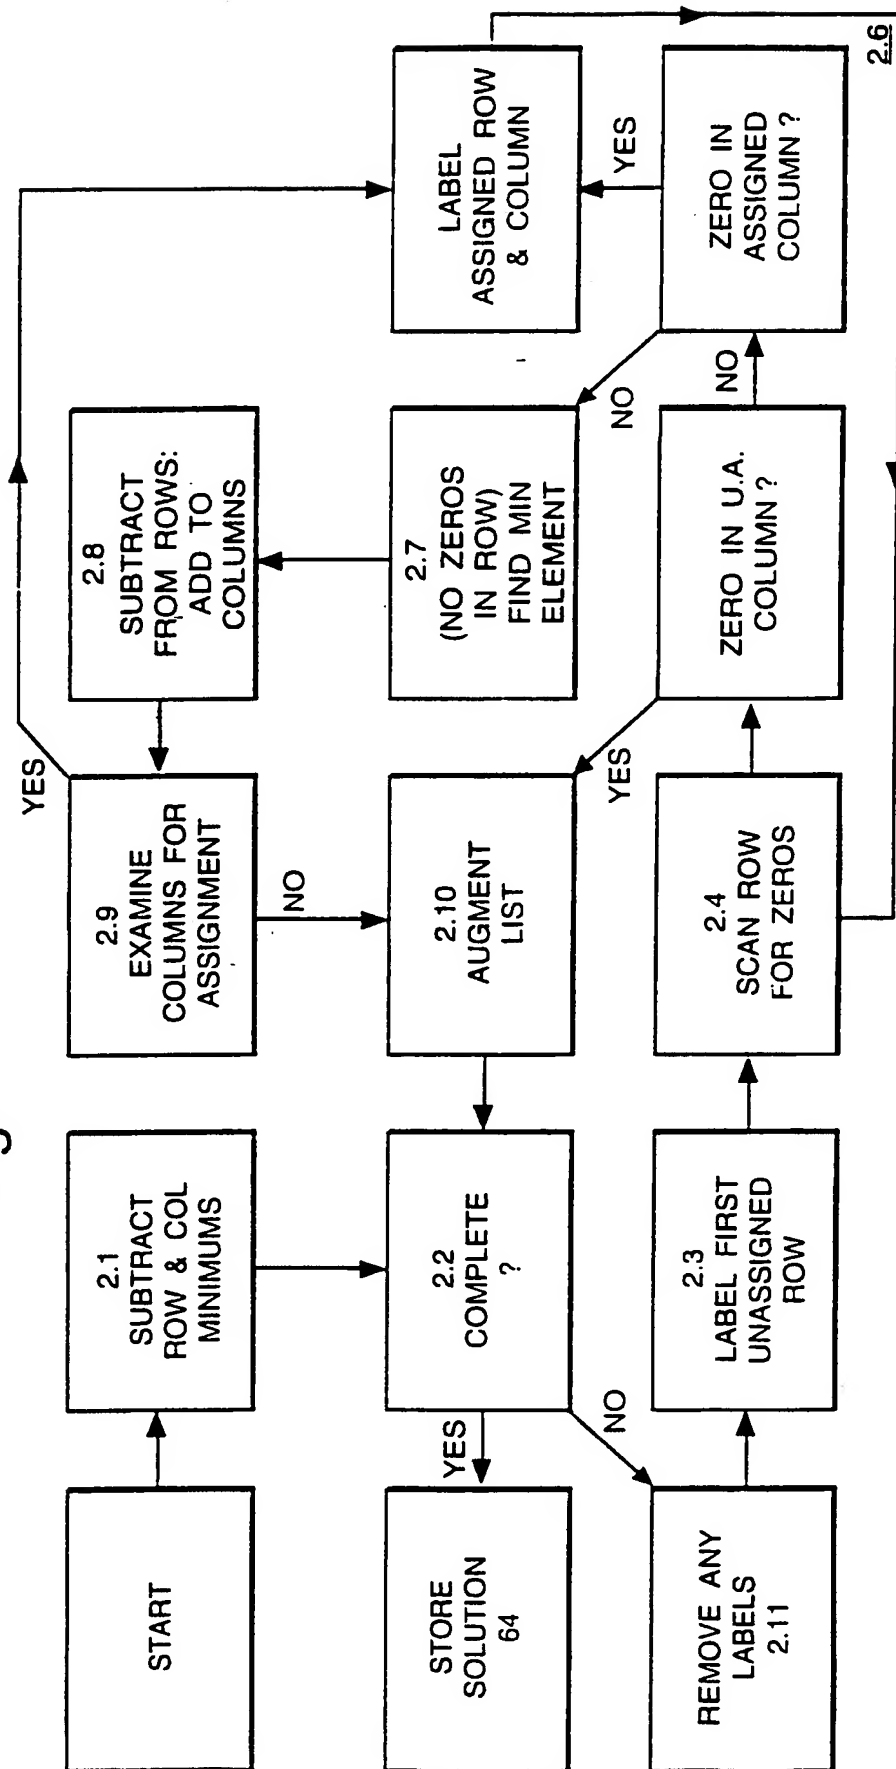 START
2.1
SUBTRACT
ROW & COL
MINIMUMS
2.9
EXAMINE
COLUMNS FOR
ASSIGNMENT
YES
2.8
SUBTRACT
FROM ROWS:
ADD TO
COLUMNS
NO
STORE
SOLUTION
64
YES
2.2
COMPLETE
?
2.10
AUGMENT
LIST
2.7
(NO ZEROS
IN ROW)
FIND MIN
ELEMENT
LABEL
ASSIGNED ROW
& COLUMN
NO
YES
NO
YES
REMOVE ANY
LABELS
2.11
2.3
LABEL FIRST
UNASSIGNED
ROW
2.4
SCAN ROW
FOR ZEROS
ZERO IN U.A.
COLUMN?
NO
ZERO IN
ASSIGNED
COLUMN?
2.6